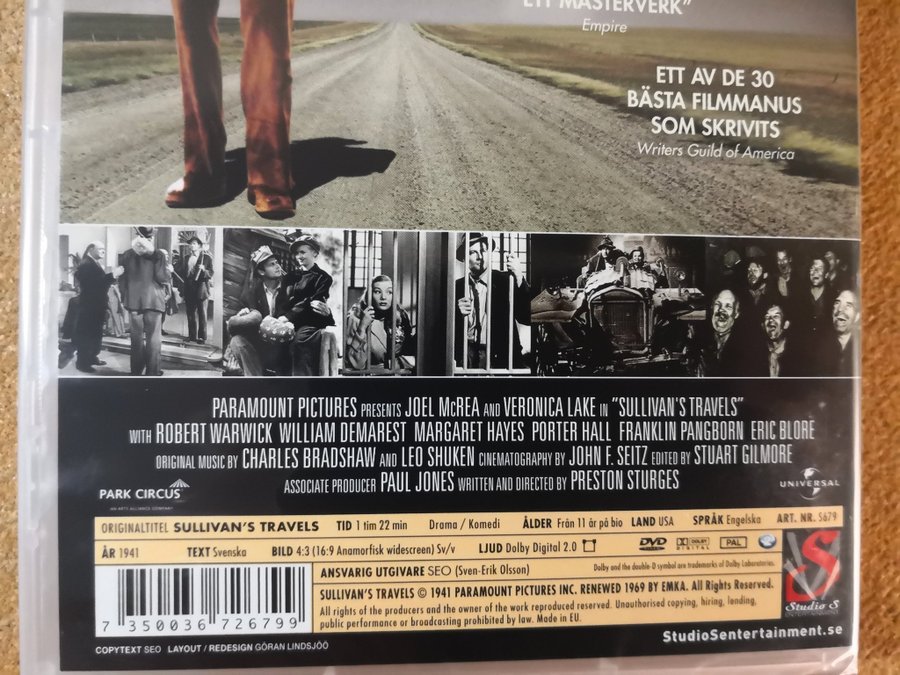 ETT MASTERVERK"
Empire
ETT AV DE 30
BÄSTA FILMMANUS
SOM SKRIVITS
Writers Guild of America
PARAMOUNT PICTURES PRESENTS JOEL McREA AND VERONICA LAKE IN "SULLIVAN'S TRAVELS"
WITH ROBERT WARWICK WILLIAM DEMAREST MARGARET HAYES PORTER HALL FRANKLIN PANGBORN ERIC BLORE
ORIGINAL MUSIC BY CHARLES BRADSHAW AND LEO SHUKEN CINEMATOGRAPHY BY JOHN F. SEITZ EDITED BY STUART GILMORE
ASSOCIATE PRODUCER PAUL JONES WRITTEN AND DIRECTED BY PRESTON STURGES
PARK CIRCUS
AN ARTS ALLIANCE COMPANY
UNIVERSAL
ORIGINALTITEL SULLIVAN'S TRAVELS TID 1 tim 22 min Drama / Komedi ÅLDER Från 11 år på bio LAND USA SPRÅK Engelska ART. NR. S679
ÅR 1941 TEXT Svenska BILD 4:3 (16:9 Anamorfisk widescreen) Sv/v LJUD Dolby Digital 2.0 DVD DOLBY DIGITAL PAL
ANSVARIG UTGIVARE SEO (Sven-Erik Olsson) Dolby and the double-D symbol are trademarks of Dolby Laboratories.
SULLIVAN'S TRAVELS © 1941 PARAMOUNT PICTURES INC. RENEWED 1969 BY EMKA. All Rights Reserved.
All rights of the producers and the owner of the work reproduced reserved. Unauthorised copying, hiring, lending,
public performance or broadcasting prohibited by law. Made in EU.
7 350036 726799
S
Studio S
ENTERTAINMENT
StudioSentertainment.se
COPYTEXT SEO LAYOUT / REDESIGN GÖRAN LINDSJÖÖ